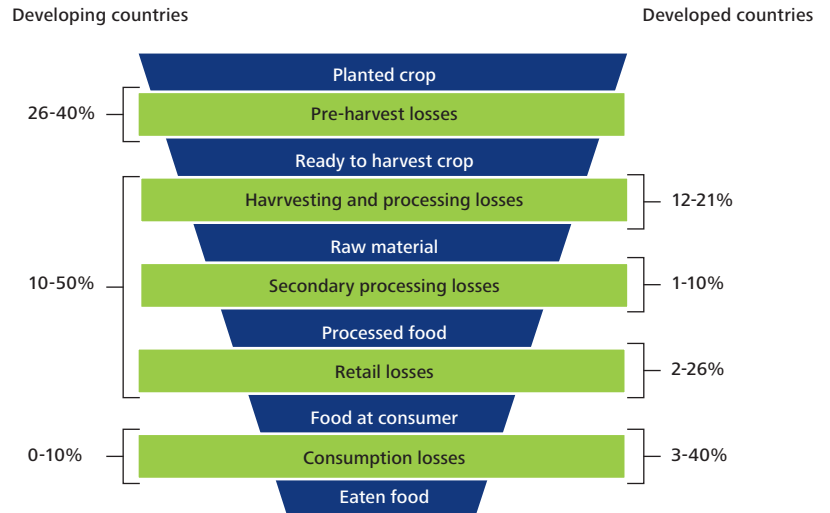 Developing countries
Developed countries
Planted crop
26-40%
Pre-harvest losses
Ready to harvest crop
Havrvesting and processing losses
12-21%
Raw material
10-50%
Secondary processing losses
1-10%
Processed food
Retail losses
2-26%
Food at consumer
0-10%
Consumption losses
3-40%
Eaten food